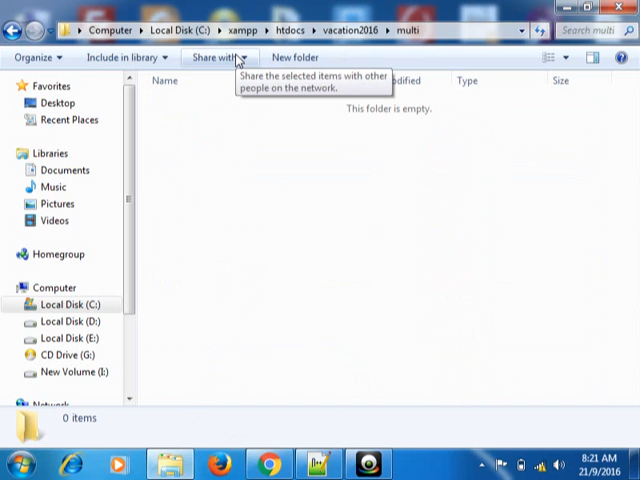 Computer ▸ Local Disk (C:) ▸ xampp ▸ htdocs ▸ vacation2016 ▸ multi
Search multi
Organize
Include in library
Share with
New folder
Share the selected items with other
people on the network.
Name
Type
Size
This folder is empty.
Favorites
Desktop
Recent Places
Libraries
Documents
Music
Pictures
Videos
Homegroup
Computer
Local Disk (C:)
Local Disk (D:)
Local Disk (E:)
CD Drive (G:)
New Volume (I:)
0 items
8:21 AM
21/9/2016